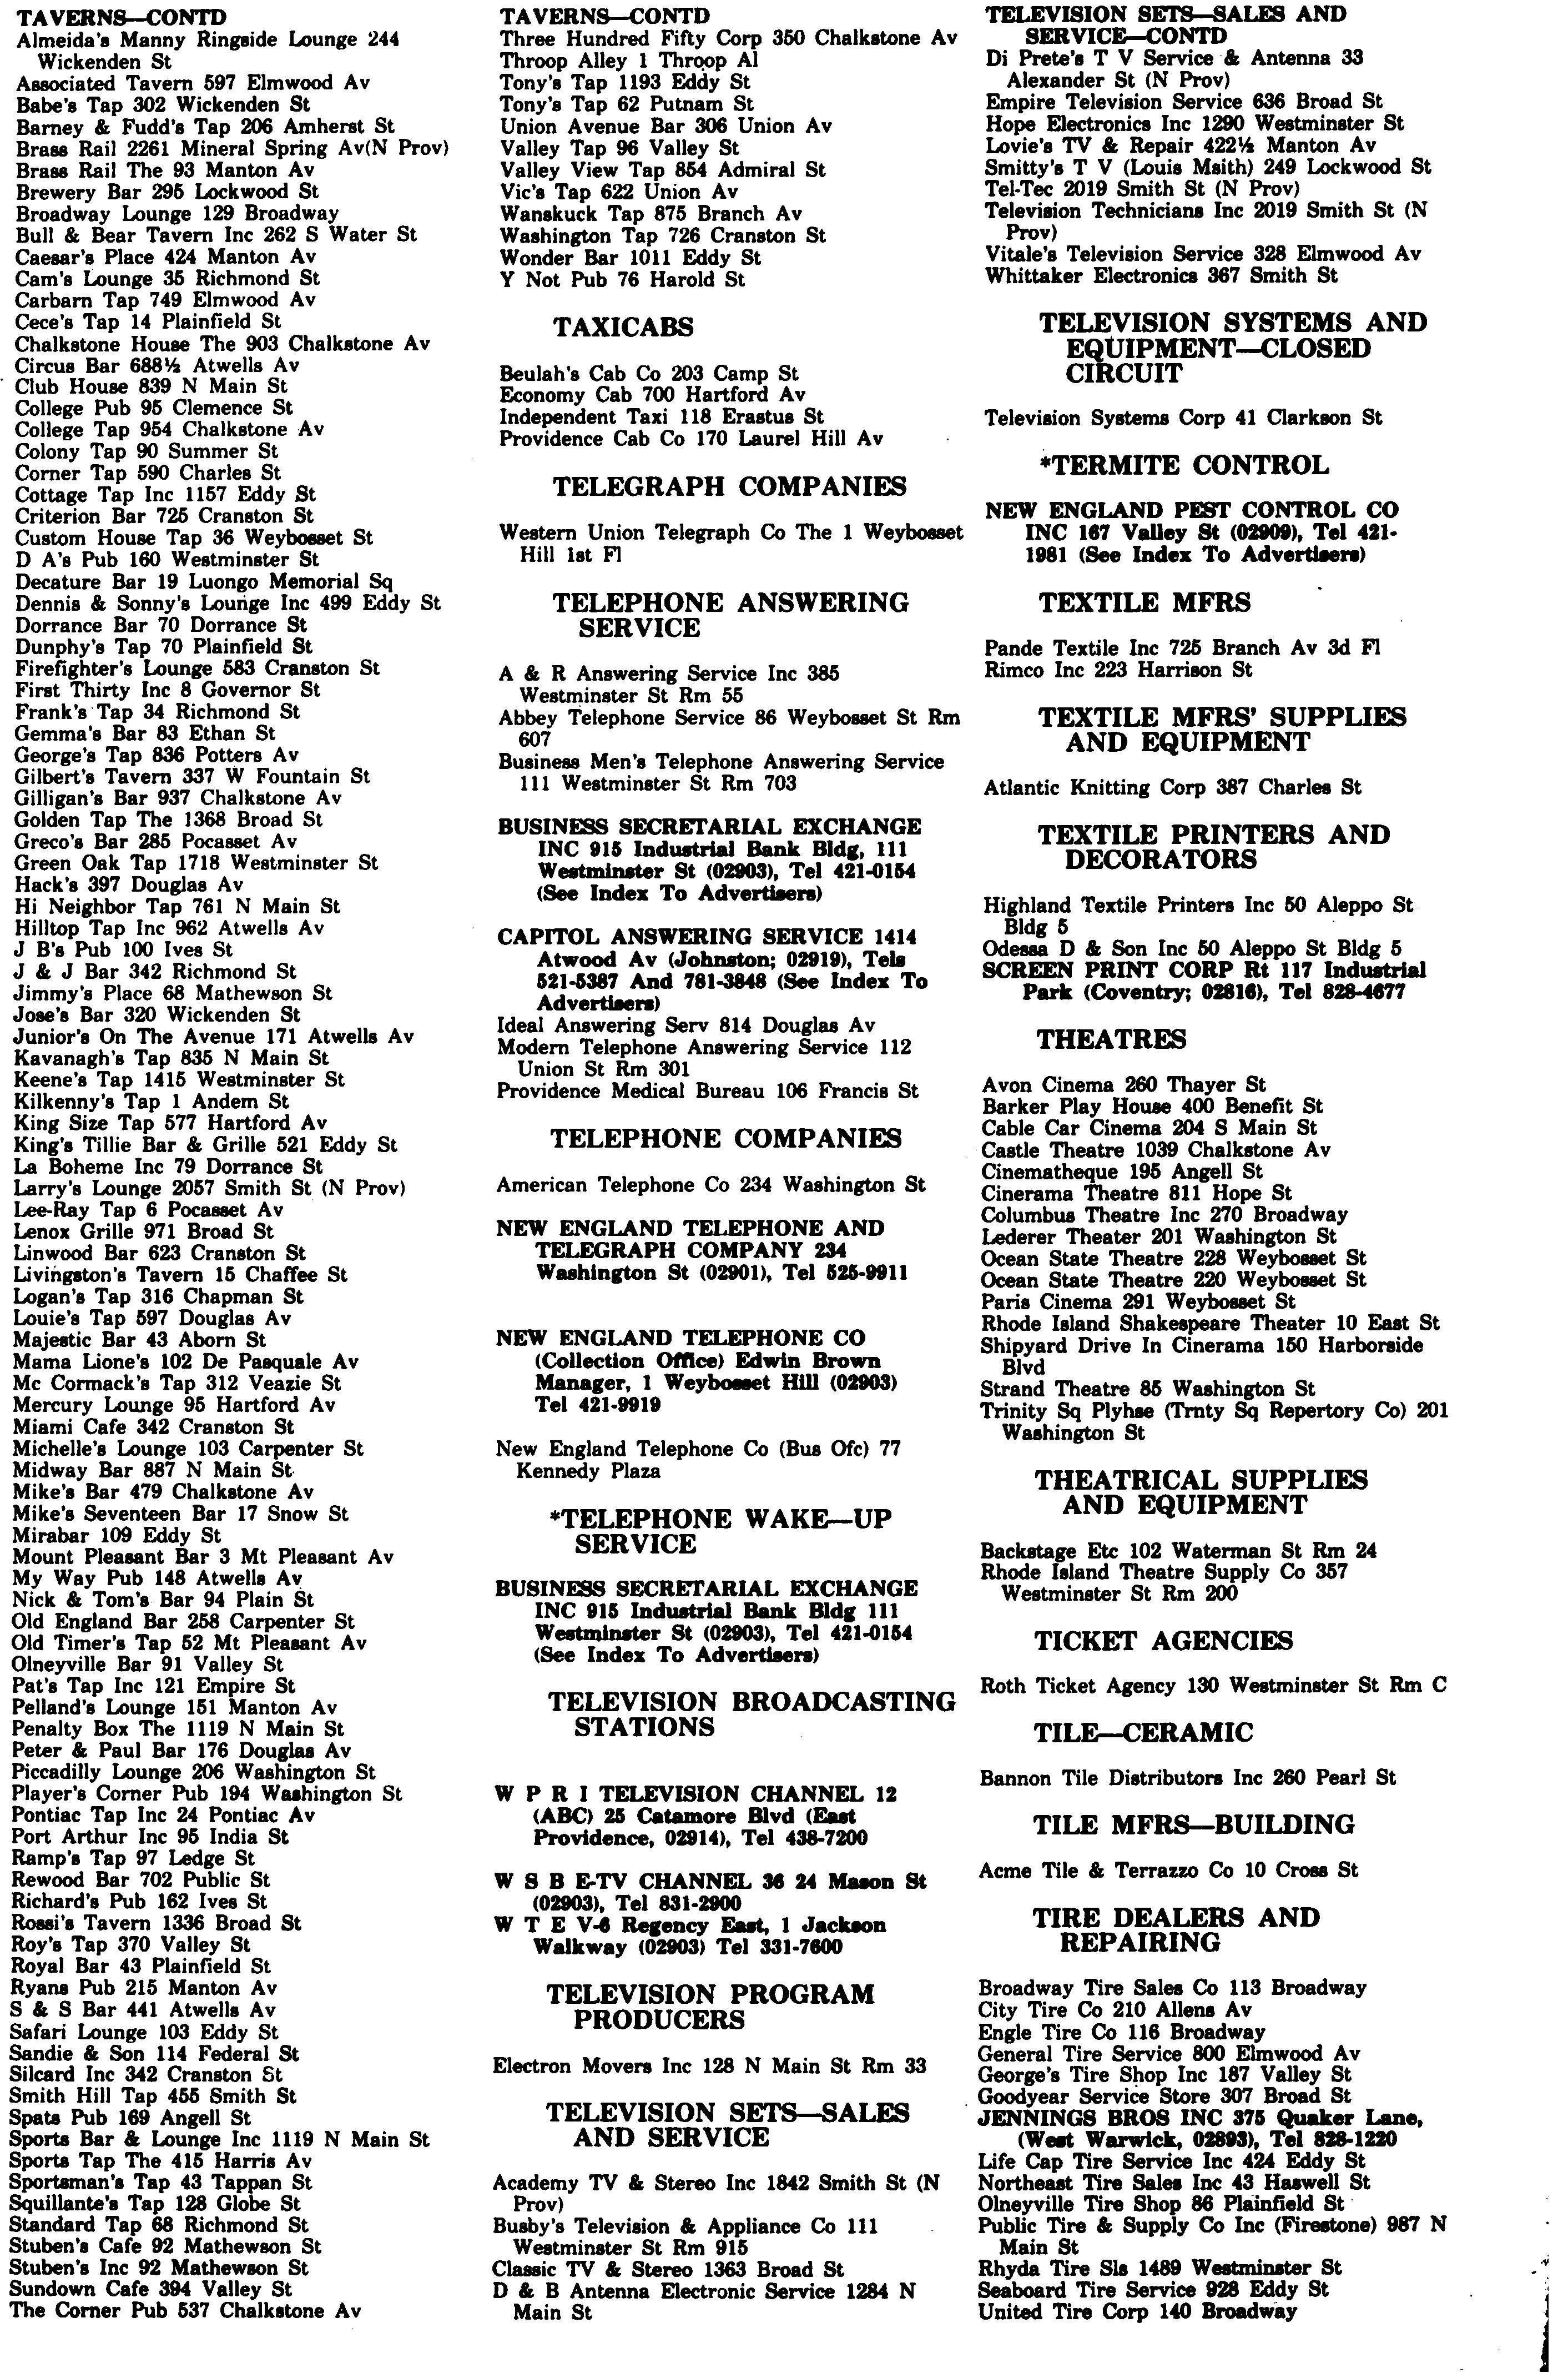 TAVERNS—CONTD
Almeida's Manny Ringside Lounge 244
Wickenden St
Associated Tavern 597 Elmwood Av
Babe's Tap 302 Wickenden St
Barney & Fudd's Tap 206 Amherst St
Brass Rail 2261 Mineral Spring Av(N Prov)
Brass Rail The 93 Manton Av
Brewery Bar 295 Lockwood St
Broadway Lounge 129 Broadway
Bull & Bear Tavern Inc 262 S Water St
Caesar's Place 424 Manton Av
Cam's Lounge 35 Richmond St
Carbarn Tap 749 Elmwood Av
Cece's Tap 14 Plainfield St
Chalkstone House The 903 Chalkstone Av
Circus Bar 688½ Atwells Av
Club House 839 N Main St
College Pub 95 Clemence St
College Tap 954 Chalkstone Av
Colony Tap 90 Summer St
Corner Tap 590 Charles St
Cottage Tap Inc 1157 Eddy St
Criterion Bar 725 Cranston St
Custom House Tap 36 Weybosset St
D A's Pub 160 Westminster St
Decature Bar 19 Luongo Memorial Sq
Dennis & Sonny's Lounge Inc 499 Eddy St
Dorrance Bar 70 Dorrance St
Dunphy's Tap 70 Plainfield St
Firefighter's Lounge 583 Cranston St
First Thirty Inc 8 Governor St
Frank's Tap 34 Richmond St
Gemma's Bar 83 Ethan St
George's Tap 836 Potters Av
Gilbert's Tavern 337 W Fountain St
Gilligan's Bar 937 Chalkstone Av
Golden Tap The 1368 Broad St
Greco's Bar 285 Pocasset Av
Green Oak Tap 1718 Westminster St
Hack's 397 Douglas Av
Hi Neighbor Tap 761 N Main St
Hilltop Tap Inc 962 Atwells Av
J B's Pub 100 Ives St
J & J Bar 342 Richmond St
Jimmy's Place 68 Mathewson St
Jose's Bar 320 Wickenden St
Junior's On The Avenue 171 Atwells Av
Kavanagh's Tap 835 N Main St
Keene's Tap 1415 Westminster St
Kilkenny's Tap 1 Andem St
King Size Tap 577 Hartford Av
King's Tillie Bar & Grille 521 Eddy St
La Boheme Inc 79 Dorrance St
Larry's Lounge 2057 Smith St (N Prov)
Lee-Ray Tap 6 Pocasset Av
Lenox Grille 971 Broad St
Linwood Bar 623 Cranston St
Livingston's Tavern 15 Chaffee St
Logan's Tap 316 Chapman St
Louie's Tap 597 Douglas Av
Majestic Bar 43 Aborn St
Mama Lione's 102 De Pasquale Av
Mc Cormack's Tap 312 Veazie St
Mercury Lounge 95 Hartford Av
Miami Cafe 342 Cranston St
Michelle's Lounge 103 Carpenter St
Midway Bar 887 N Main St
Mike's Bar 479 Chalkstone Av
Mike's Seventeen Bar 17 Snow St
Mirabar 109 Eddy St
Mount Pleasant Bar 3 Mt Pleasant Av
My Way Pub 148 Atwells Av
Nick & Tom's Bar 94 Plain St
Old England Bar 258 Carpenter St
Old Timer's Tap 52 Mt Pleasant Av
Olneyville Bar 91 Valley St
Pat's Tap Inc 121 Empire St
Pelland's Lounge 151 Manton Av
Penalty Box The 1119 N Main St
Peter & Paul Bar 176 Douglas Av
Piccadilly Lounge 206 Washington St
Player's Corner Pub 194 Washington St
Pontiac Tap Inc 24 Pontiac Av
Port Arthur Inc 95 India St
Ramp's Tap 97 Ledge St
Rewood Bar 702 Public St
Richard's Pub 162 Ives St
Rossi's Tavern 1336 Broad St
Roy's Tap 370 Valley St
Royal Bar 43 Plainfield St
Ryans Pub 215 Manton Av
S & S Bar 441 Atwells Av
Safari Lounge 103 Eddy St
Sandie & Son 114 Federal St
Silcard Inc 342 Cranston St
Smith Hill Tap 455 Smith St
Spats Pub 169 Angell St
Sports Bar & Lounge Inc 1119 N Main St
Sports Tap The 415 Harris Av
Sportsman's Tap 43 Tappan St
Squillante's Tap 128 Globe St
Standard Tap 68 Richmond St
Stuben's Cafe 92 Mathewson St
Stuben's Inc 92 Mathewson St
Sundown Cafe 394 Valley St
The Corner Pub 537 Chalkstone Av
TAVERNS—CONTD
Three Hundred Fifty Corp 350 Chalkstone Av
Throop Alley 1 Throop Al
Tony's Tap 1193 Eddy St
Tony's Tap 62 Putnam St
Union Avenue Bar 306 Union Av
Valley Tap 96 Valley St
Valley View Tap 854 Admiral St
Vic's Tap 622 Union Av
Wanskuck Tap 875 Branch Av
Washington Tap 726 Cranston St
Wonder Bar 1011 Eddy St
Y Not Pub 76 Harold St
TAXICABS
Beulah's Cab Co 203 Camp St
Economy Cab 700 Hartford Av
Independent Taxi 118 Erastus St
Providence Cab Co 170 Laurel Hill Av
TELEGRAPH COMPANIES
Western Union Telegraph Co The 1 Weybosset
Hill 1st Fl
TELEPHONE ANSWERING
SERVICE
A & R Answering Service Inc 385
Westminster St Rm 55
Abbey Telephone Service 86 Weybosset St Rm
607
Business Men's Telephone Answering Service
111 Westminster St Rm 703
BUSINESS SECRETARIAL EXCHANGE
INC 915 Industrial Bank Bldg, 111
Westminster St (02903), Tel 421-0154
(See Index To Advertisers)
CAPITOL ANSWERING SERVICE 1414
Atwood Av (Johnston; 02919), Tels
521-5387 And 781-3848 (See Index To
Advertisers)
Ideal Answering Serv 814 Douglas Av
Modern Telephone Answering Service 112
Union St Rm 301
Providence Medical Bureau 106 Francis St
TELEPHONE COMPANIES
American Telephone Co 234 Washington St
NEW ENGLAND TELEPHONE AND
TELEGRAPH COMPANY 234
Washington St (02901), Tel 525-9911
NEW ENGLAND TELEPHONE CO
(Collection Office) Edwin Brown
Manager, 1 Weybosset Hill (02903)
Tel 421-9919
New England Telephone Co (Bus Ofc) 77
Kennedy Plaza
*TELEPHONE WAKE—UP
SERVICE
BUSINESS SECRETARIAL EXCHANGE
INC 915 Industrial Bank Bldg 111
Westminster St (02903), Tel 421-0154
(See Index To Advertisers)
TELEVISION BROADCASTING
STATIONS
W P R I TELEVISION CHANNEL 12
(ABC) 25 Catamore Blvd (East
Providence, 02914), Tel 438-7200
W S B E-TV CHANNEL 36 24 Mason St
(02903), Tel 831-2900
W T E V-6 Regency East, 1 Jackson
Walkway (02903) Tel 331-7600
TELEVISION PROGRAM
PRODUCERS
Electron Movers Inc 128 N Main St Rm 33
TELEVISION SETS—SALES
AND SERVICE
Academy TV & Stereo Inc 1842 Smith St (N
Prov)
Busby's Television & Appliance Co 111
Westminster St Rm 915
Classic TV & Stereo 1363 Broad St
D & B Antenna Electronic Service 1284 N
Main St
TELEVISION SETS—SALES AND
SERVICE—CONTD
Di Prete's T V Service & Antenna 33
Alexander St (N Prov)
Empire Television Service 636 Broad St
Hope Electronics Inc 1290 Westminster St
Lovie's TV & Repair 422½ Manton Av
Smitty's T V (Louis Msith) 249 Lockwood St
Tel-Tec 2019 Smith St (N Prov)
Television Technicians Inc 2019 Smith St (N
Prov)
Vitale's Television Service 328 Elmwood Av
Whittaker Electronics 367 Smith St
TELEVISION SYSTEMS AND
EQUIPMENT—CLOSED
CIRCUIT
Television Systems Corp 41 Clarkson St
*TERMITE CONTROL
NEW ENGLAND PEST CONTROL CO
INC 167 Valley St (02909), Tel 421-
1981 (See Index To Advertisers)
TEXTILE MFRS
Pande Textile Inc 725 Branch Av 3d Fl
Rimco Inc 223 Harrison St
TEXTILE MFRS' SUPPLIES
AND EQUIPMENT
Atlantic Knitting Corp 387 Charles St
TEXTILE PRINTERS AND
DECORATORS
Highland Textile Printers Inc 50 Aleppo St
Bldg 5
Odessa D & Son Inc 50 Aleppo St Bldg 5
SCREEN PRINT CORP Rt 117 Industrial
Park (Coventry; 02816), Tel 828-4677
THEATRES
Avon Cinema 260 Thayer St
Barker Play House 400 Benefit St
Cable Car Cinema 204 S Main St
Castle Theatre 1039 Chalkstone Av
Cinematheque 195 Angell St
Cinerama Theatre 811 Hope St
Columbus Theatre Inc 270 Broadway
Lederer Theater 201 Washington St
Ocean State Theatre 228 Weybosset St
Ocean State Theatre 220 Weybosset St
Paris Cinema 291 Weybosset St
Rhode Island Shakespeare Theater 10 East St
Shipyard Drive In Cinerama 150 Harborside
Blvd
Strand Theatre 85 Washington St
Trinity Sq Plyhse (Trnty Sq Repertory Co) 201
Washington St
THEATRICAL SUPPLIES
AND EQUIPMENT
Backstage Etc 102 Waterman St Rm 24
Rhode Island Theatre Supply Co 357
Westminster St Rm 200
TICKET AGENCIES
Roth Ticket Agency 130 Westminster St Rm C
TILE—CERAMIC
Bannon Tile Distributors Inc 260 Pearl St
TILE MFRS—BUILDING
Acme Tile & Terrazzo Co 10 Cross St
TIRE DEALERS AND
REPAIRING
Broadway Tire Sales Co 113 Broadway
City Tire Co 210 Allens Av
Engle Tire Co 116 Broadway
General Tire Service 800 Elmwood Av
George's Tire Shop Inc 187 Valley St
Goodyear Service Store 307 Broad St
JENNINGS BROS INC 375 Quaker Lane,
(West Warwick, 02893), Tel 828-1220
Life Cap Tire Service Inc 424 Eddy St
Northeast Tire Sales Inc 43 Haswell St
Olneyville Tire Shop 86 Plainfield St
Public Tire & Supply Co Inc (Firestone) 987 N
Main St
Rhyda Tire Sls 1489 Westminster St
Seaboard Tire Service 928 Eddy St
United Tire Corp 140 Broadway